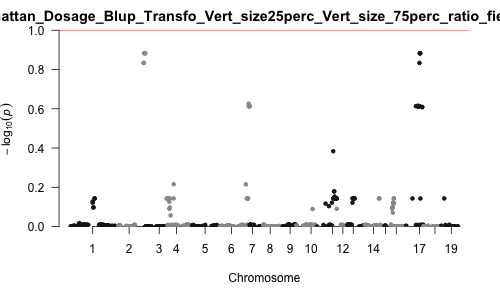 attan_Dosage_Blup_Transfo_Vert_size25perc_Vert_size_75perc_ratio_fie
1.0
0.8
0.6
0.4
0.2
0.0
− log10(p)
1 2 3 4 5 6 7 8 9 10 12 14 17 19
Chromosome